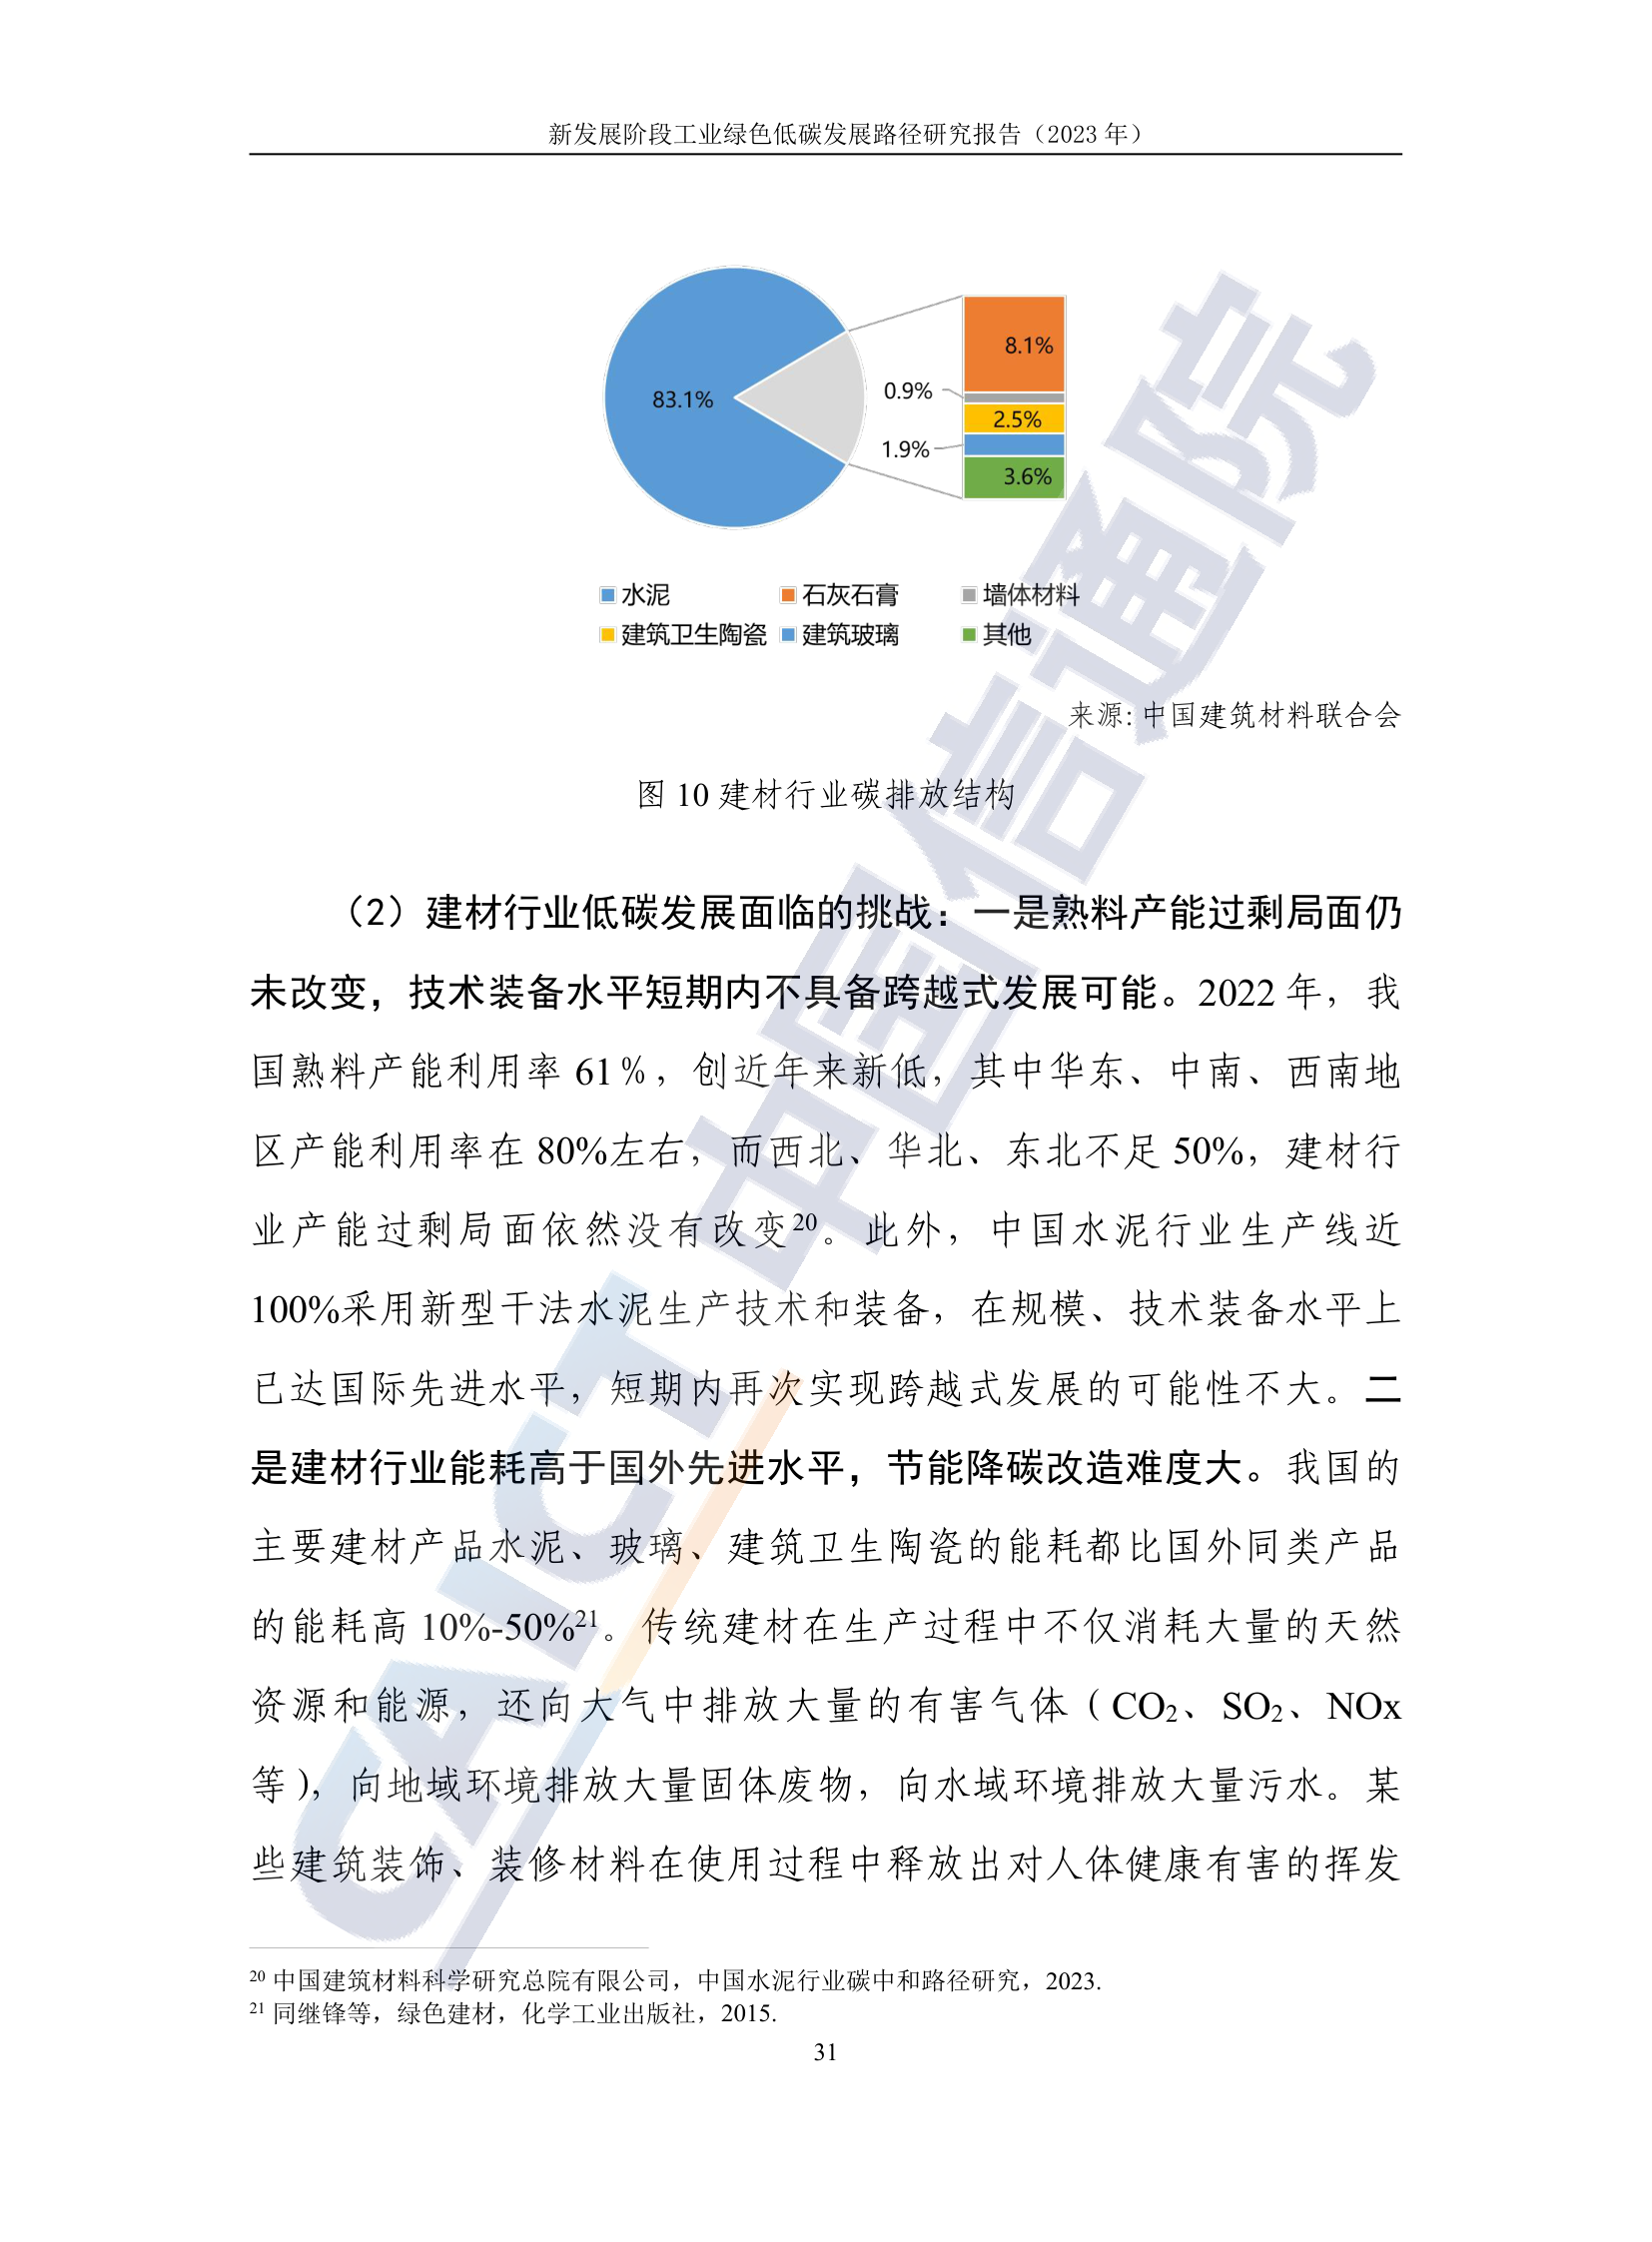 新发展阶段工业绿色低碳发展路径研究报告（2023 年）
83.1%
8.1%
0.9%
2.5%
1.9%
3.6%
水泥 石灰石膏 墙体材料
建筑卫生陶瓷 建筑玻璃 其他
来源：中国建筑材料联合会
图 10 建材行业碳排放结构
（2）建材行业低碳发展面临的挑战：一是熟料产能过剩局面仍
未改变，技术装备水平短期内不具备跨越式发展可能。2022 年，我
国熟料产能利用率 61%，创近年来新低，其中华东、中南、西南地
区产能利用率在 80%左右，而西北、华北、东北不足 50%，建材行
业产能过剩局面依然没有改变20。此外，中国水泥行业生产线近
100%采用新型干法水泥生产技术和装备，在规模、技术装备水平上
已达国际先进水平，短期内再次实现跨越式发展的可能性不大。二
是建材行业能耗高于国外先进水平，节能降碳改造难度大。我国的
主要建材产品水泥、玻璃、建筑卫生陶瓷的能耗都比国外同类产品
的能耗高 10%-50%21。传统建材在生产过程中不仅消耗大量的天然
资源和能源，还向大气中排放大量的有害气体（CO2、SO2、NOx
等），向地域环境排放大量固体废物，向水域环境排放大量污水。某
些建筑装饰、装修材料在使用过程中释放出对人体健康有害的挥发
20 中国建筑材料科学研究总院有限公司，中国水泥行业碳中和路径研究，2023.
21 同继锋等，绿色建材，化学工业出版社，2015.
31
CAICT 中国信通院